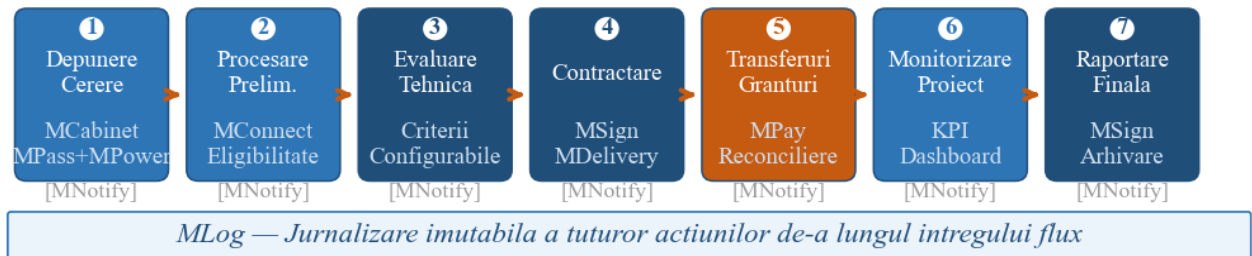 1
Depunere
Cerere
MCabinet
MPass+MPower
[MNotify]
2
Procesare
Prelim.
MConnect
Eligibilitate
[MNotify]
3
Evaluare
Tehnica
Criterii
Configurabile
[MNotify]
4
Contractare
MSign
MDelivery
[MNotify]
5
Transferuri
Granturi
MPay
Reconciliere
[MNotify]
6
Monitorizare
Proiect
KPI
Dashboard
[MNotify]
7
Raportare
Finala
MSign
Arhivare
[MNotify]
MLog — Jurnalizare imutabila a tuturor actiunilor de-a lungul intregului flux